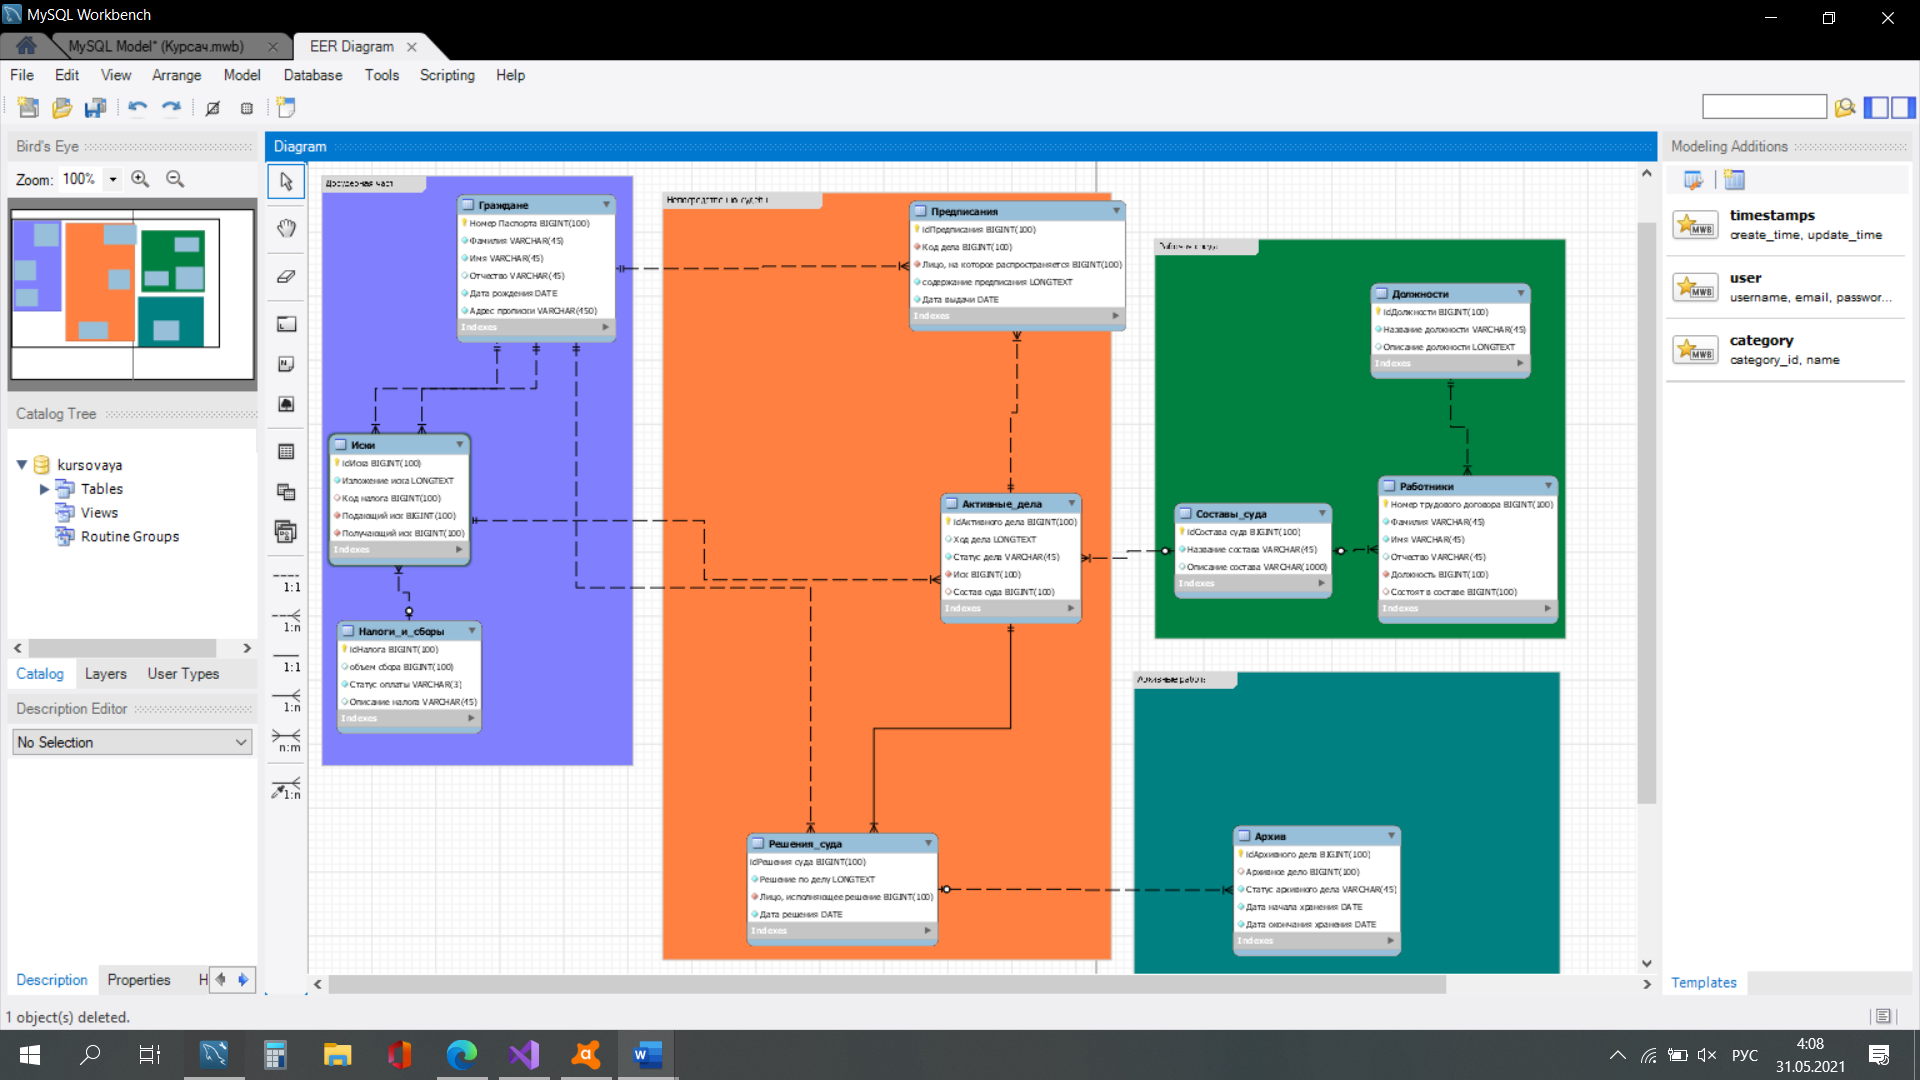 MySQL Workbench
MySQL Model* (Курсач.mwb)
EER Diagram
File Edit View Arrange Model Database Tools Scripting Help
Bird's Eye
Zoom: 100%
Catalog Tree
kursovaya
Tables
Views
Routine Groups
Catalog Layers User Types
Description Editor
No Selection
Description Properties H
1 object(s) deleted.
Diagram
1:1
1:n
1:1
1:n
n:m
1:n
Граждане
Номер Паспорта BIGINT(100)
Фамилия VARCHAR(45)
Имя VARCHAR(45)
Отчество VARCHAR(45)
Дата рождения DATE
Адрес прописки VARCHAR(450)
Indexes
Иски
idИска BIGINT(100)
Изложение иска LONGTEXT
Код налога BIGINT(100)
Подающий иск BIGINT(100)
Получающий иск BIGINT(100)
Indexes
Налоги_и_сборы
idНалога BIGINT(100)
объем сбора BIGINT(100)
Статус оплаты VARCHAR(3)
Описание налога VARCHAR(45)
Indexes
Предписания
idПредписания BIGINT(100)
Код дела BIGINT(100)
Лицо, на которое распространяется BIGINT(100)
содержание предписания LONGTEXT
Дата выдачи DATE
Indexes
Активные_дела
idАктивного дела BIGINT(100)
Ход дела LONGTEXT
Статус дела VARCHAR(45)
Иск BIGINT(100)
Состав суда BIGINT(100)
Indexes
Решения_суда
idРешения суда BIGINT(100)
Решение по делу LONGTEXT
Лицо, исполняющее решение BIGINT(100)
Дата решения DATE
Indexes
Должности
idДолжности BIGINT(100)
Название должности VARCHAR(45)
Описание должности LONGTEXT
Indexes
Составы_суда
idСостава суда BIGINT(100)
Название состава VARCHAR(45)
Описание состава VARCHAR(1000)
Indexes
Работники
Номер трудового договора BIGINT(100)
Фамилия VARCHAR(45)
Имя VARCHAR(45)
Отчество VARCHAR(45)
Должность BIGINT(100)
Состоят в составе BIGINT(100)
Indexes
Архивные работы
Архив
idАрхивного дела BIGINT(100)
Архивное дело BIGINT(100)
Статус архивного дела VARCHAR(45)
Дата начала хранения DATE
Дата окончания хранения DATE
Indexes
Modeling Additions
timestamps
create_time, update_time
user
username, email, passwor...
category
category_id, name
Templates
РУС
4:08
31.05.2021